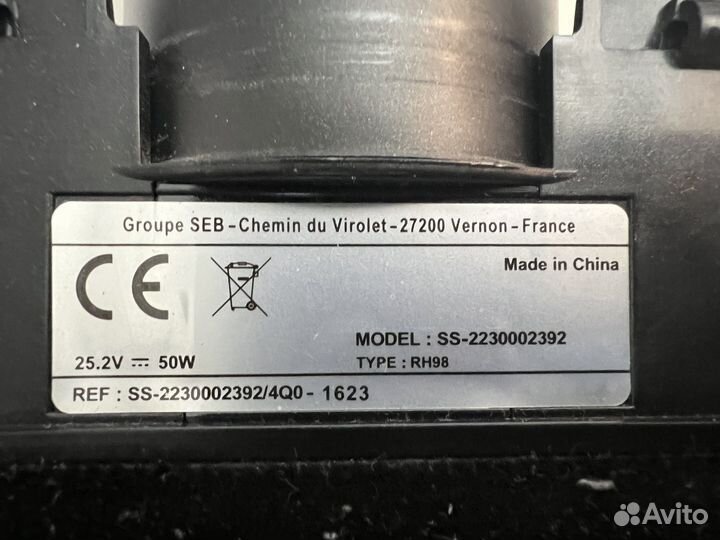 Groupe SEB - Chemin du Virolet - 27200 Vernon - France
CE
Made in China
MODEL : SS-2230002392
25.2V ⎓ 50W
TYPE : RH98
REF : SS-2230002392/4Q0 - 1623
Avito